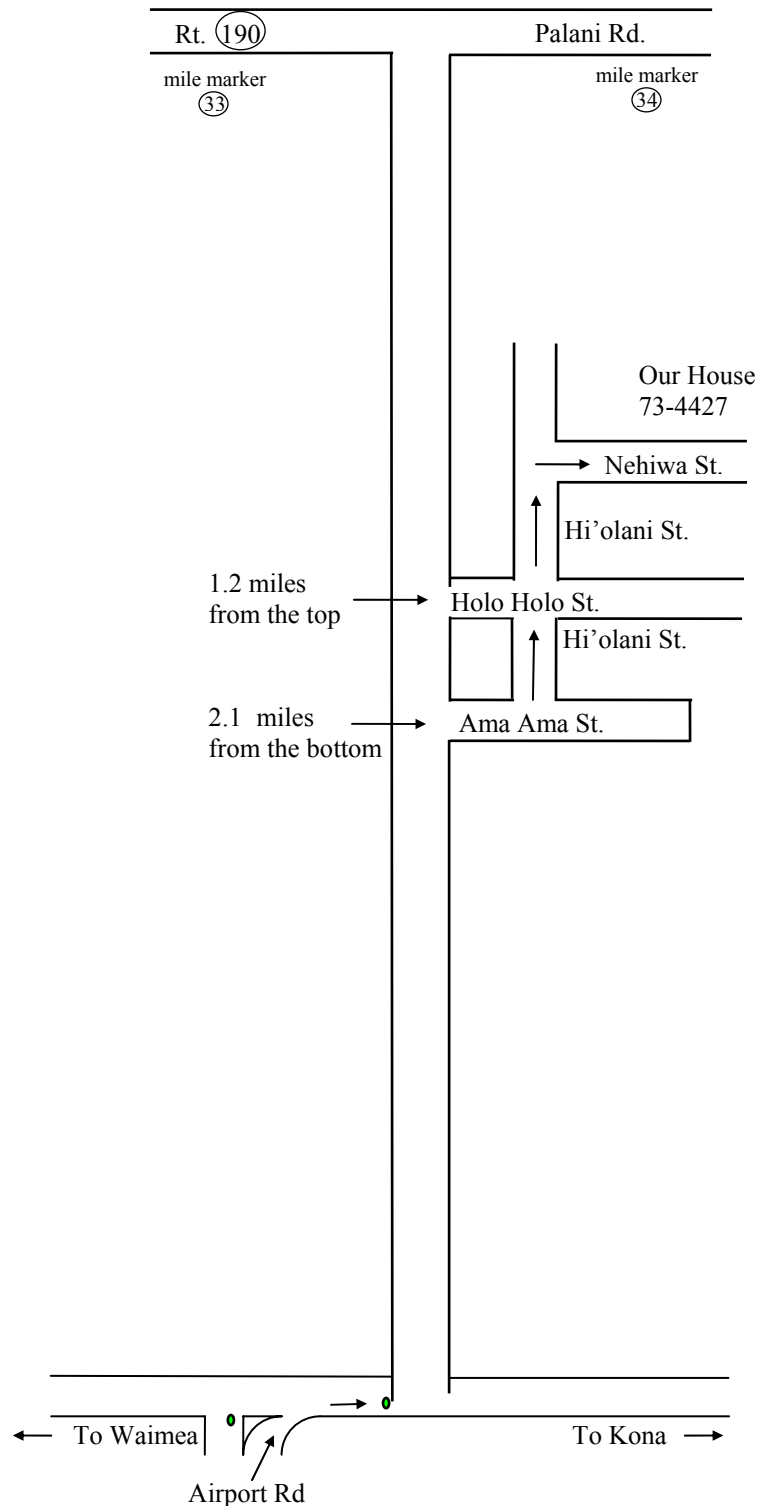 Rt. 190 Palani Rd.
mile marker
33
mile marker
34
Our House
73-4427
Nehiwa St.
Hi’olani St.
1.2 miles
from the top
Holo Holo St.
Hi’olani St.
2.1 miles
from the bottom
Ama Ama St.
To Waimea
To Kona
Airport Rd